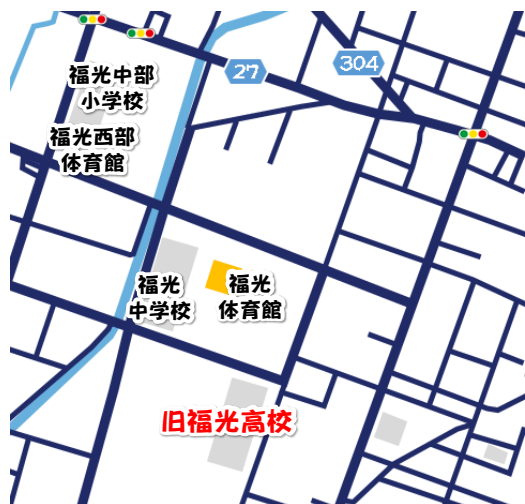 27
304
福光中部
小学校
福光西部
体育館
福光
中学校
福光
体育館
旧福光高校